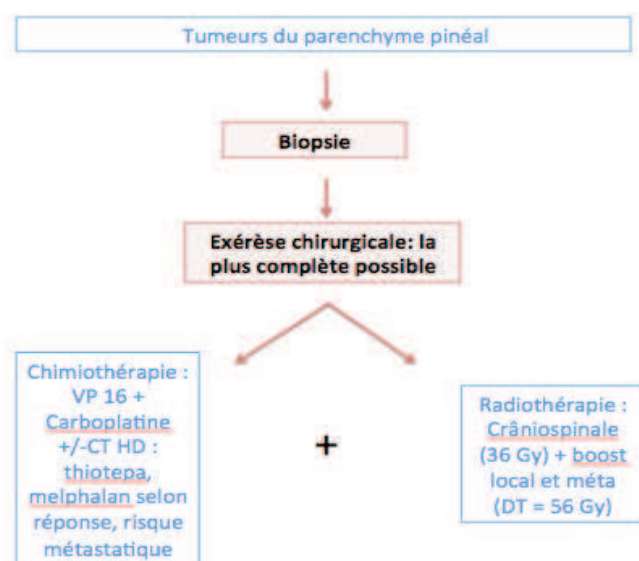 Tumeurs du parenchyme pinéal
Biopsie
Exérèse chirurgicale: la
plus complète possible
Chimiothérapie :
VP 16 +
Carboplatine
+/-CT HD :
thiotepa,
melphalan selon
réponse, risque
métastatique
+
Radiothérapie :
Crâniospinale
(36 Gy) + boost
local et méta
(DT = 56 Gy)